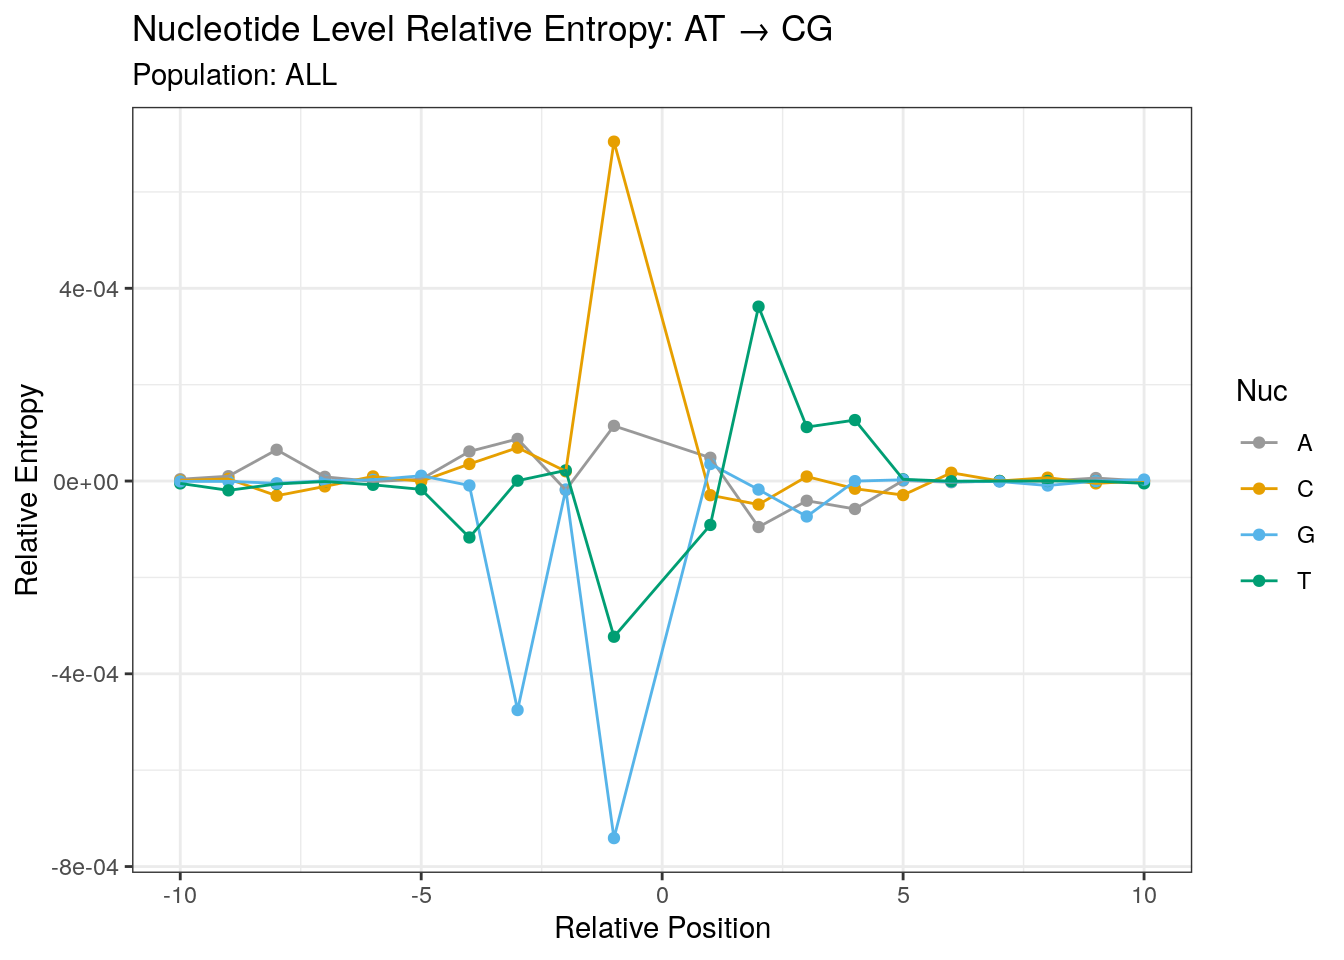 Nucleotide Level Relative Entropy: AT → CG
Population: ALL
Relative Entropy
4e-04
0e+00
-4e-04
-8e-04
-10
-5
0
5
10
Relative Position
Nuc
A
C
G
T